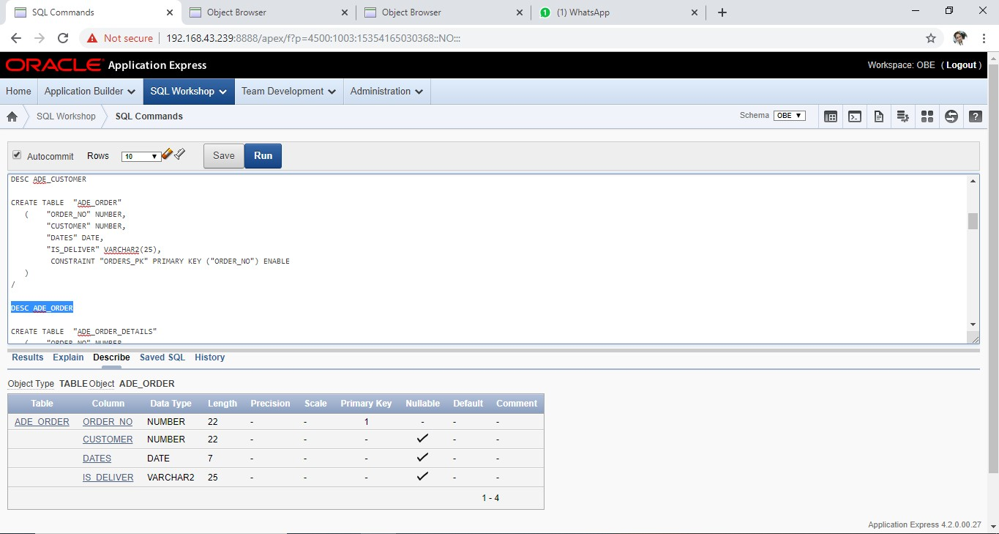 SQL Commands
Object Browser
Object Browser
1
(1) WhatsApp
Not secure
192.168.43.239:8888/apex/f?p=4500:1003:15354165030368::NO:::
ORACLE Application Express
Workspace: OBE ( Logout )
Home
Application Builder
SQL Workshop
Team Development
Administration
SQL Workshop
SQL Commands
Schema
OBE
?
Autocommit
Rows
10
Save
Run
DESC ADE_CUSTOMER
CREATE TABLE "ADE_ORDER"
( "ORDER_NO" NUMBER,
"CUSTOMER" NUMBER,
"DATES" DATE,
"IS_DELIVER" VARCHAR2(25),
CONSTRAINT "ORDERS_PK" PRIMARY KEY ("ORDER_NO") ENABLE
)
/
DESC ADE_ORDER
CREATE TABLE "ADE_ORDER_DETAILS"
( "ORDER_NO" NUMBER
Results Explain Describe Saved SQL History
Object Type TABLE Object ADE_ORDER
Table Column Data Type Length Precision Scale Primary Key Nullable Default Comment
ADE_ORDER ORDER_NO NUMBER 22 - - 1 - - -
CUSTOMER NUMBER 22 - - - ✓ - -
DATES DATE 7 - - - ✓ - -
IS_DELIVER VARCHAR2 25 - - - ✓ - -
1 - 4
Application Express 4.2.0.00.27